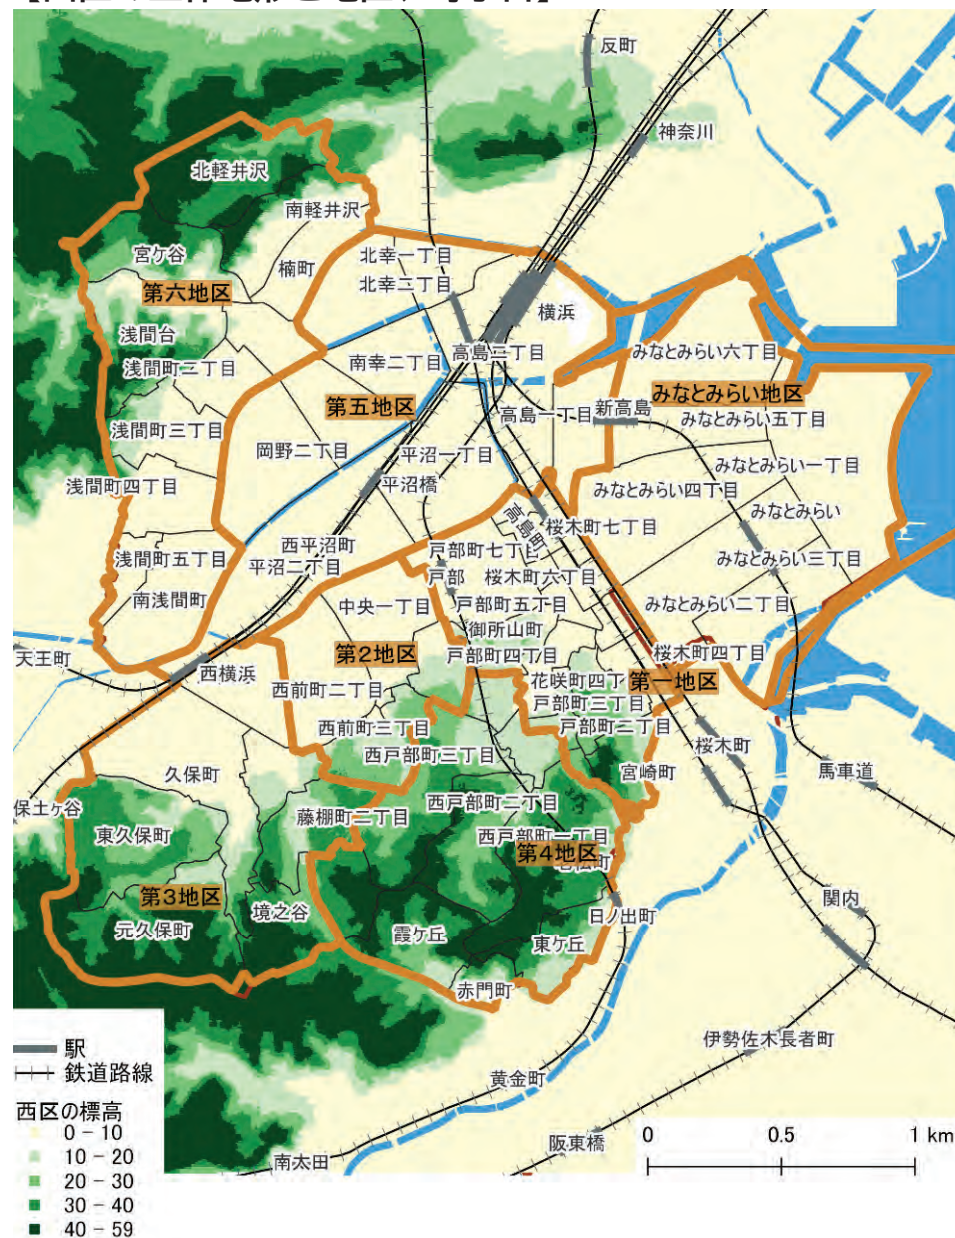 反町
神奈川
北軽井沢
南軽井沢
宮ケ谷
楠町
北幸一丁目
北幸二丁目
横浜
第六地区
浅間台
浅間町二丁目
南幸二丁目
高島二丁目
みなとみらい六丁目
みなとみらい地区
第五地区
高島一丁目
新高島
みなとみらい五丁目
浅間町三丁目
岡野二丁目
平沼一丁目
平沼橋
みなとみらい一丁目
みなとみらい四丁目
浅間町四丁目
高島町
桜木町七丁目
みなとみらい
浅間町五丁目
西平沼町
平沼二丁目
戸部町七丁目
みなとみらい三丁目
戸部
桜木町六丁目
南浅間町
中央一丁目
戸部町五丁目
みなとみらい二丁目
御所山町
天王町
西横浜
第2地区
戸部町四丁目
桜木町四丁目
花咲町四丁
第一地区
西前町二丁目
戸部町三丁目
西前町三丁目
戸部町二丁目
西戸部町三丁目
桜木町
久保町
宮崎町
馬車道
保土ヶ谷
藤棚町二丁目
西戸部町二丁目
東久保町
西戸部町一丁目
第4地区
第3地区
境之谷
元久保町
日ノ出町
関内
霞ケ丘
東ケ丘
赤門町
伊勢佐木長者町
黄金町
阪東橋
南太田
駅
鉄道路線
西区の標高
0 - 10
10 - 20
20 - 30
30 - 40
40 - 59
0 0.5 1 km